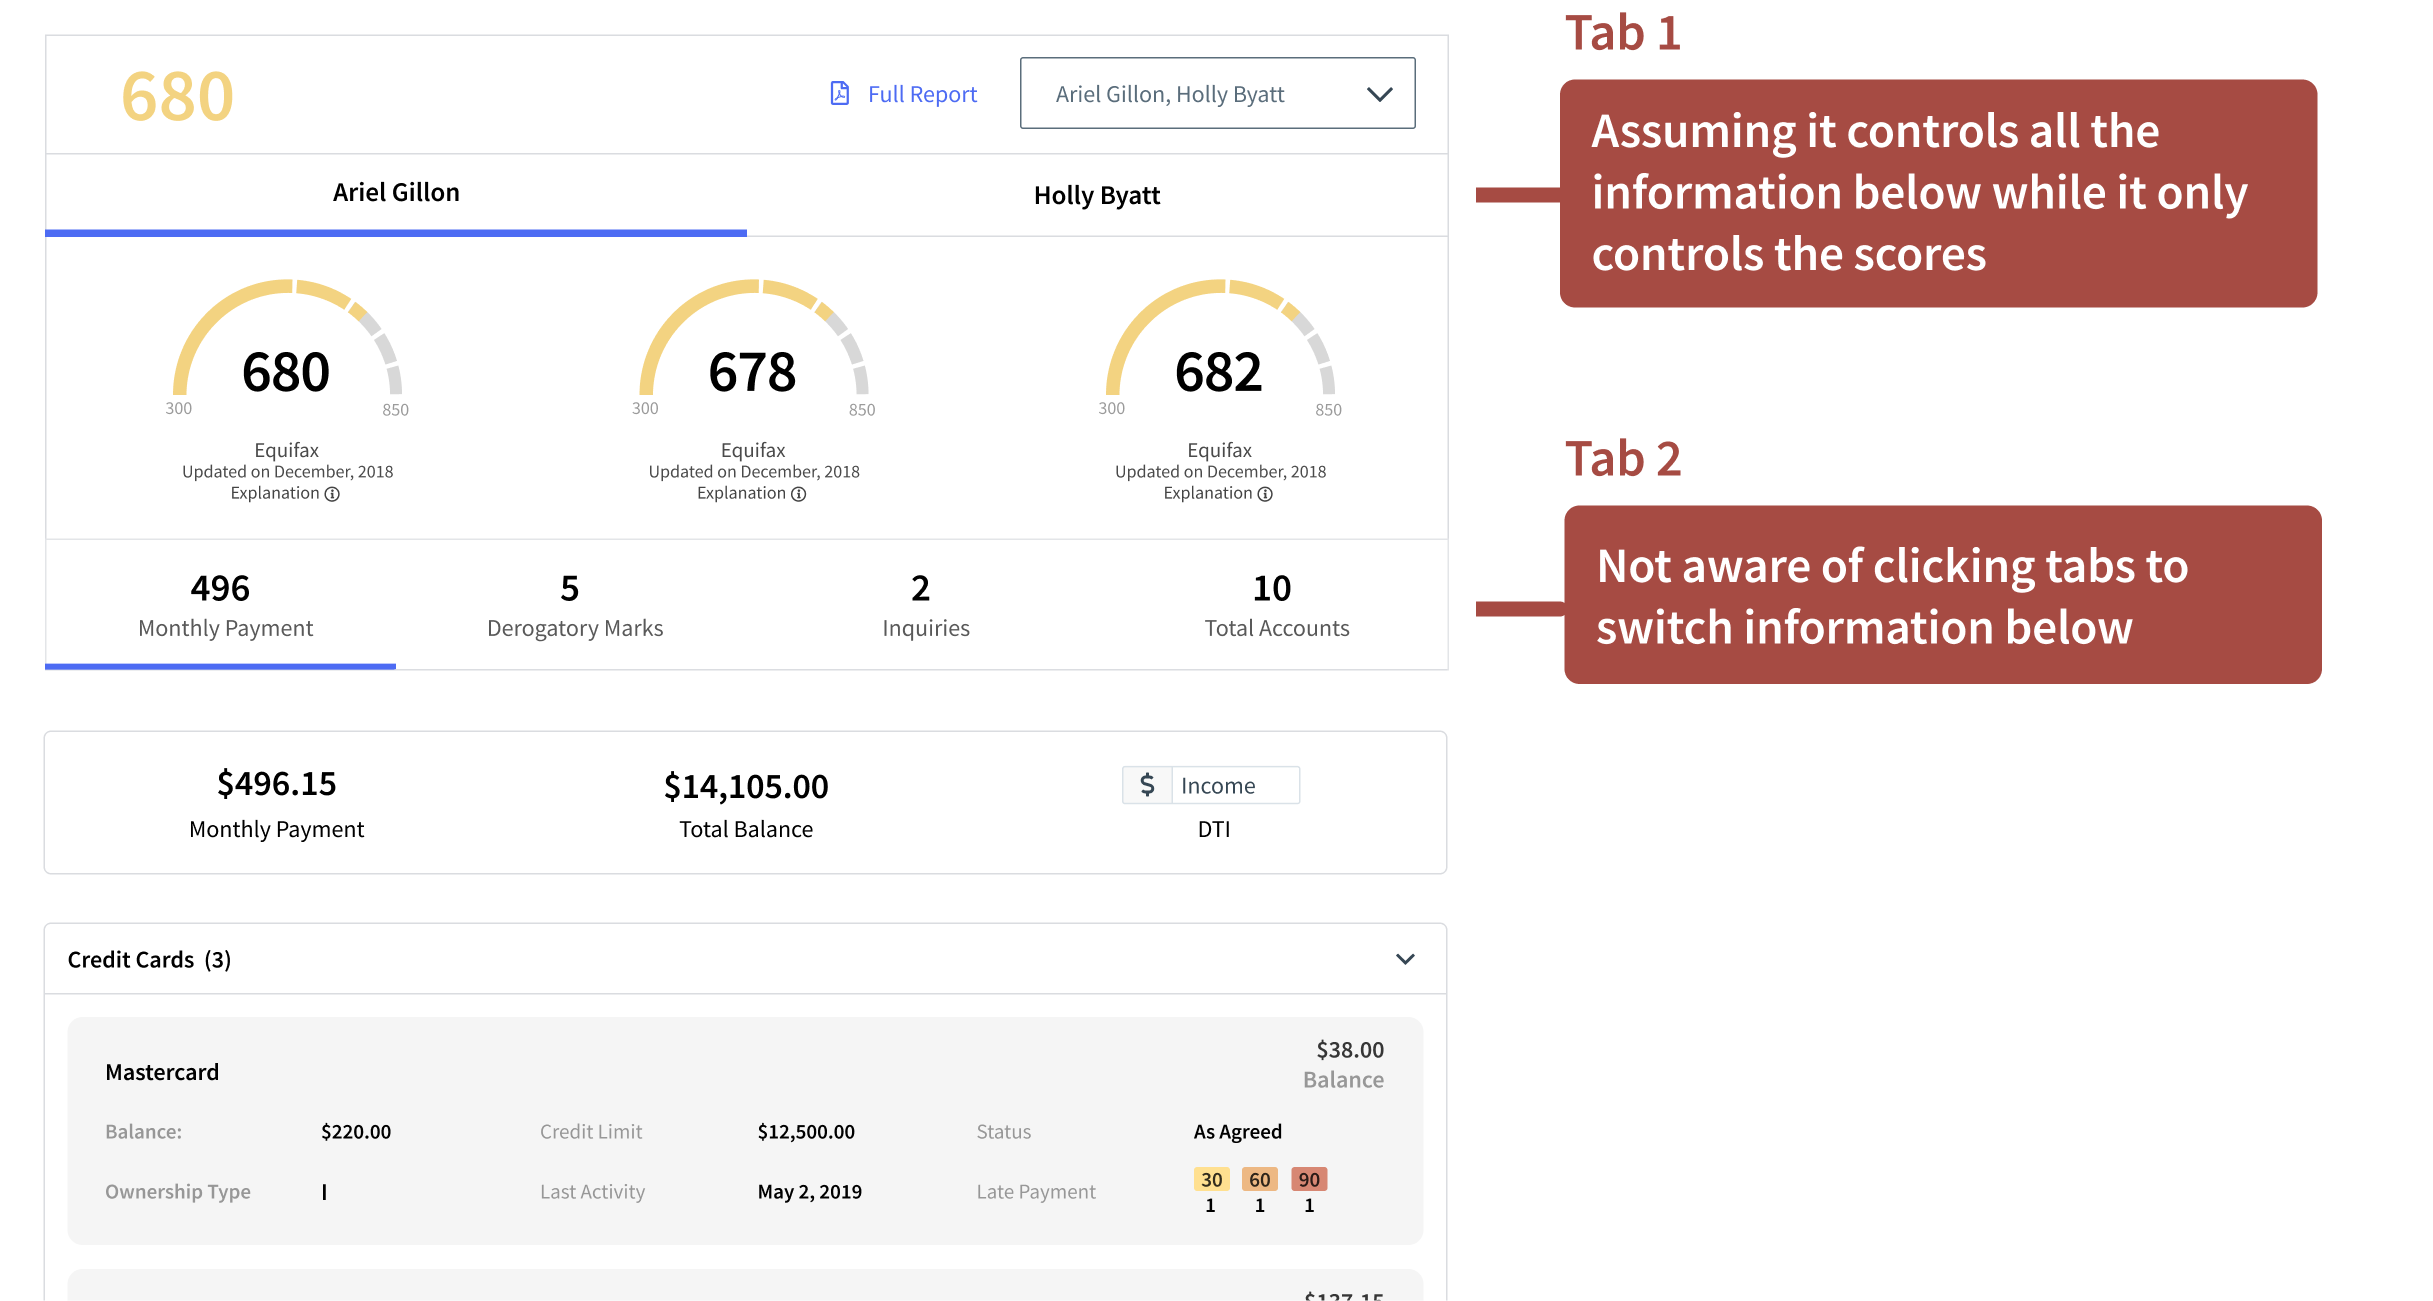 Tab 1
680
Full Report
Ariel Gillon, Holly Byatt
Assuming it controls all the
information below while it only
controls the scores
Ariel Gillon
Holly Byatt
680
300
850
Equifax
Updated on December, 2018
Explanation
678
300
850
Equifax
Updated on December, 2018
Explanation
682
300
850
Equifax
Updated on December, 2018
Explanation
Tab 2
Not aware of clicking tabs to
switch information below
496
Monthly Payment
5
Derogatory Marks
2
Inquiries
10
Total Accounts
$496.15
Monthly Payment
$14,105.00
Total Balance
$ Income
DTI
Credit Cards (3)
Mastercard
$38.00
Balance
Balance: $220.00 Credit Limit $12,500.00 Status As Agreed
Ownership Type I Last Activity May 2, 2019 Late Payment 30 60 90
1 1 1
$137.15